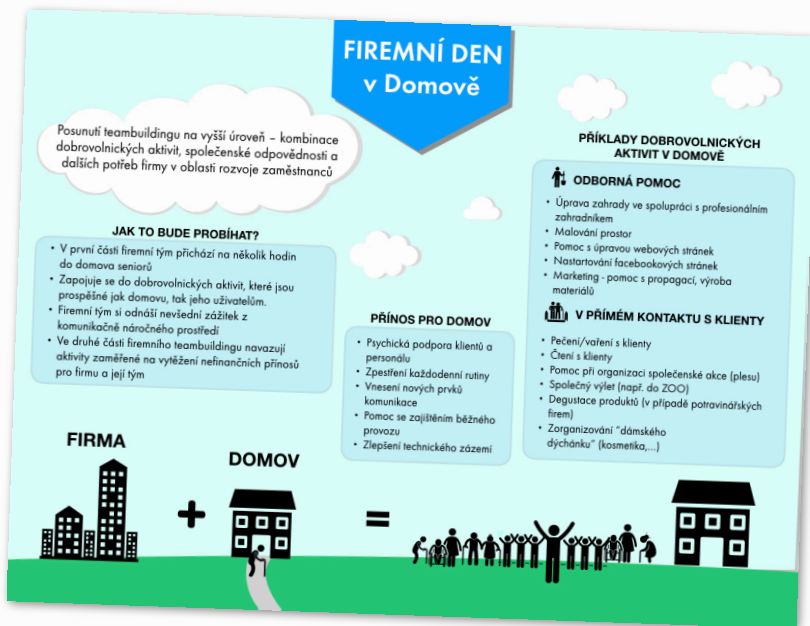 FIREMNÍ DEN
v Domově
Posunutí teambuildingu na vyšší úroveň – kombinace
dobrovolnických aktivit, společenské odpovědnosti a
dalších potřeb firmy v oblasti rozvoje zaměstnanců
JAK TO BUDE PROBÍHAT?
• V první části firemní tým přichází na několik hodin
do domova seniorů
• Zapojuje se do dobrovolnických aktivit, které jsou
prospěšné jak domovu, tak jeho uživatelům.
• Firemní tým si odnáší nevšední zážitek z
komunikačně náročného prostředí
• Ve druhé části firemního teambuildingu navazují
aktivity zaměřené na vytěžení nefinančních přínosů
pro firmu a její tým
PŘÍNOS PRO DOMOV
• Psychická podpora klientů a
personálu
• Zpestření každodenní rutiny
• Vnesení nových prvků
komunikace
• Pomoc se zajištěním běžného
provozu
• Zlepšení technického zázemí
PŘÍKLADY DOBROVOLNICKÝCH
AKTIVIT V DOMOVĚ
ODBORNÁ POMOC
• Úprava zahrady ve spolupráci s profesionálním
zahradníkem
• Malování prostor
• Pomoc s úpravou webových stránek
• Nastartování facebookových stránek
• Marketing - pomoc s propagací, výroba
materiálů
V PŘÍMÉM KONTAKTU S KLIENTY
• Pečení/vaření s klienty
• Čtení s klienty
• Pomoc při organizaci společenské akce (plesu)
• Společný výlet (např. do ZOO)
• Degustace produktů (v případě potravinářských
firem)
• Zorganizování “dámského
dýchánku” (kosmetika,...)
FIRMA
+
DOMOV
=